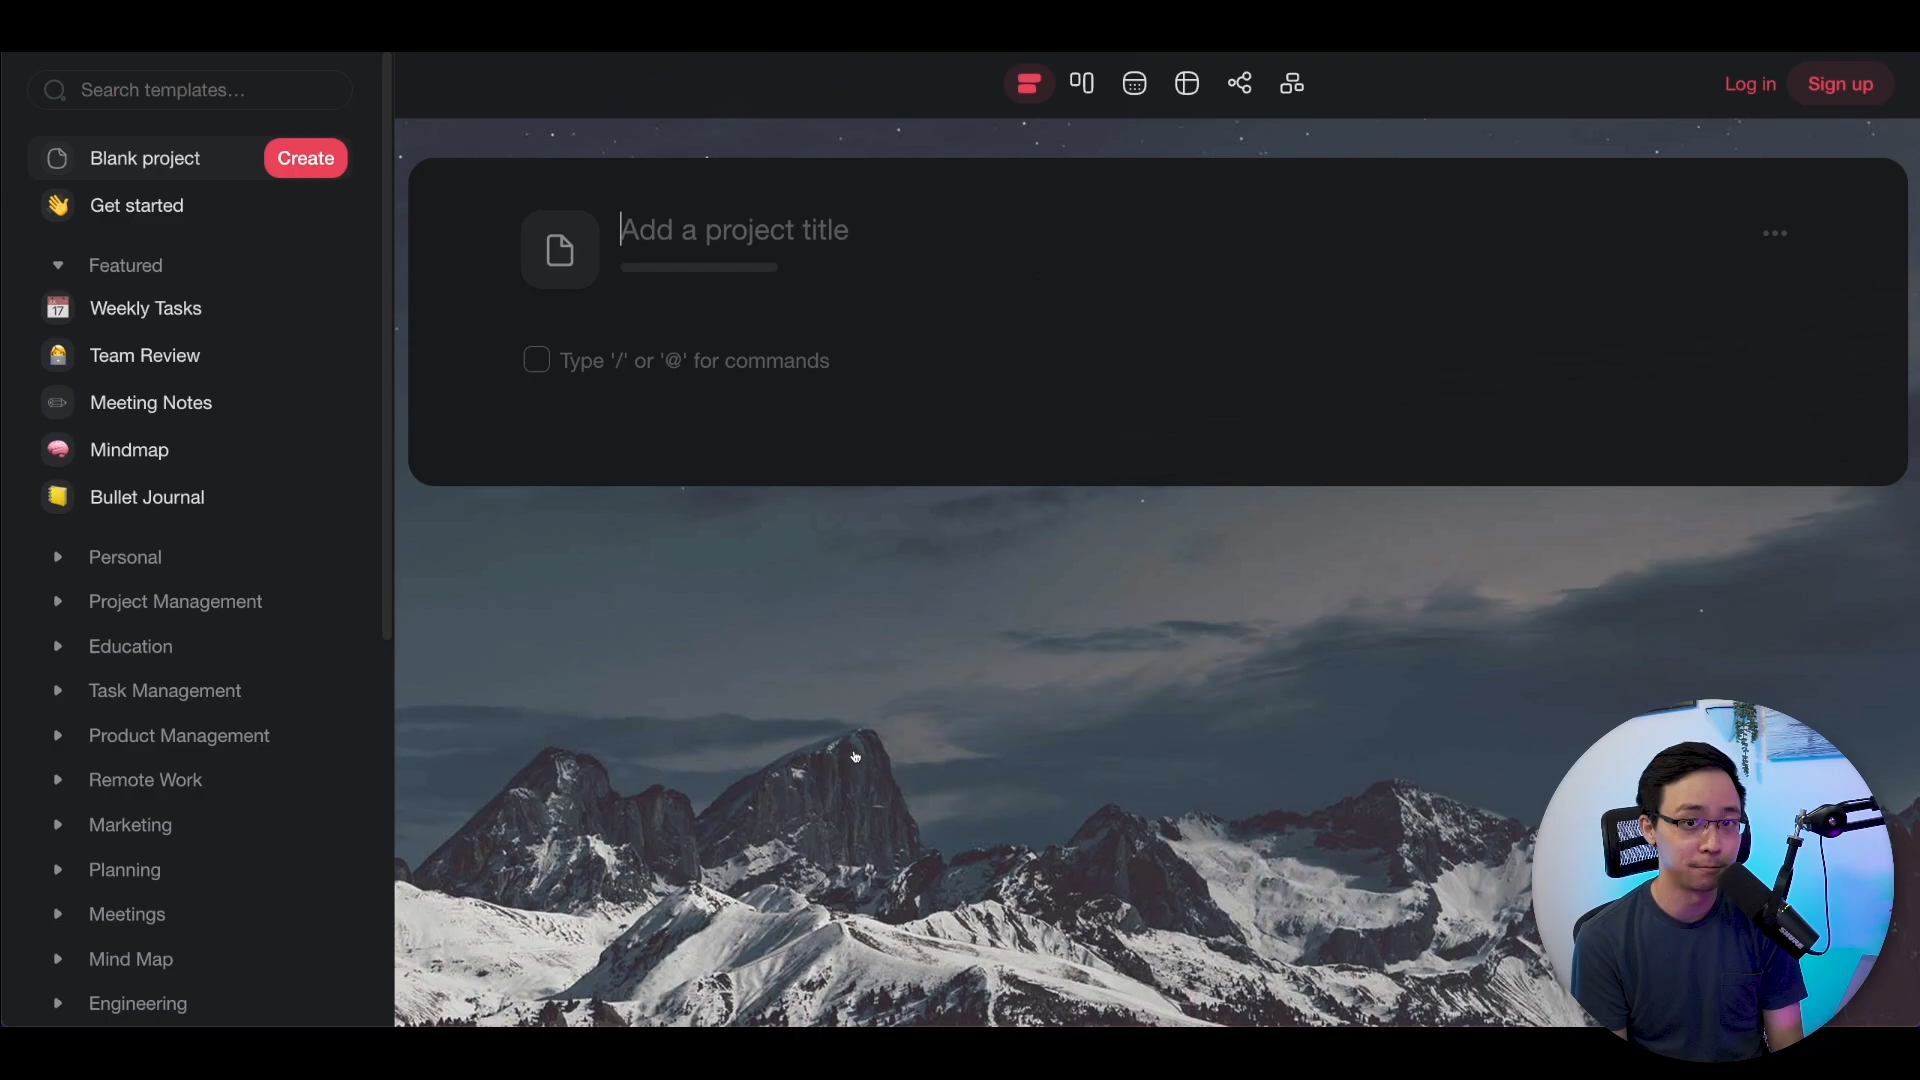 Search templates...
Log in
Sign up
Blank project
Create
Get started
Featured
17
Weekly Tasks
Team Review
Meeting Notes
Mindmap
Bullet Journal
Personal
Project Management
Education
Task Management
Product Management
Remote Work
Marketing
Planning
Meetings
Mind Map
Engineering
Add a project title
Type '/' or '@' for commands
SHURE